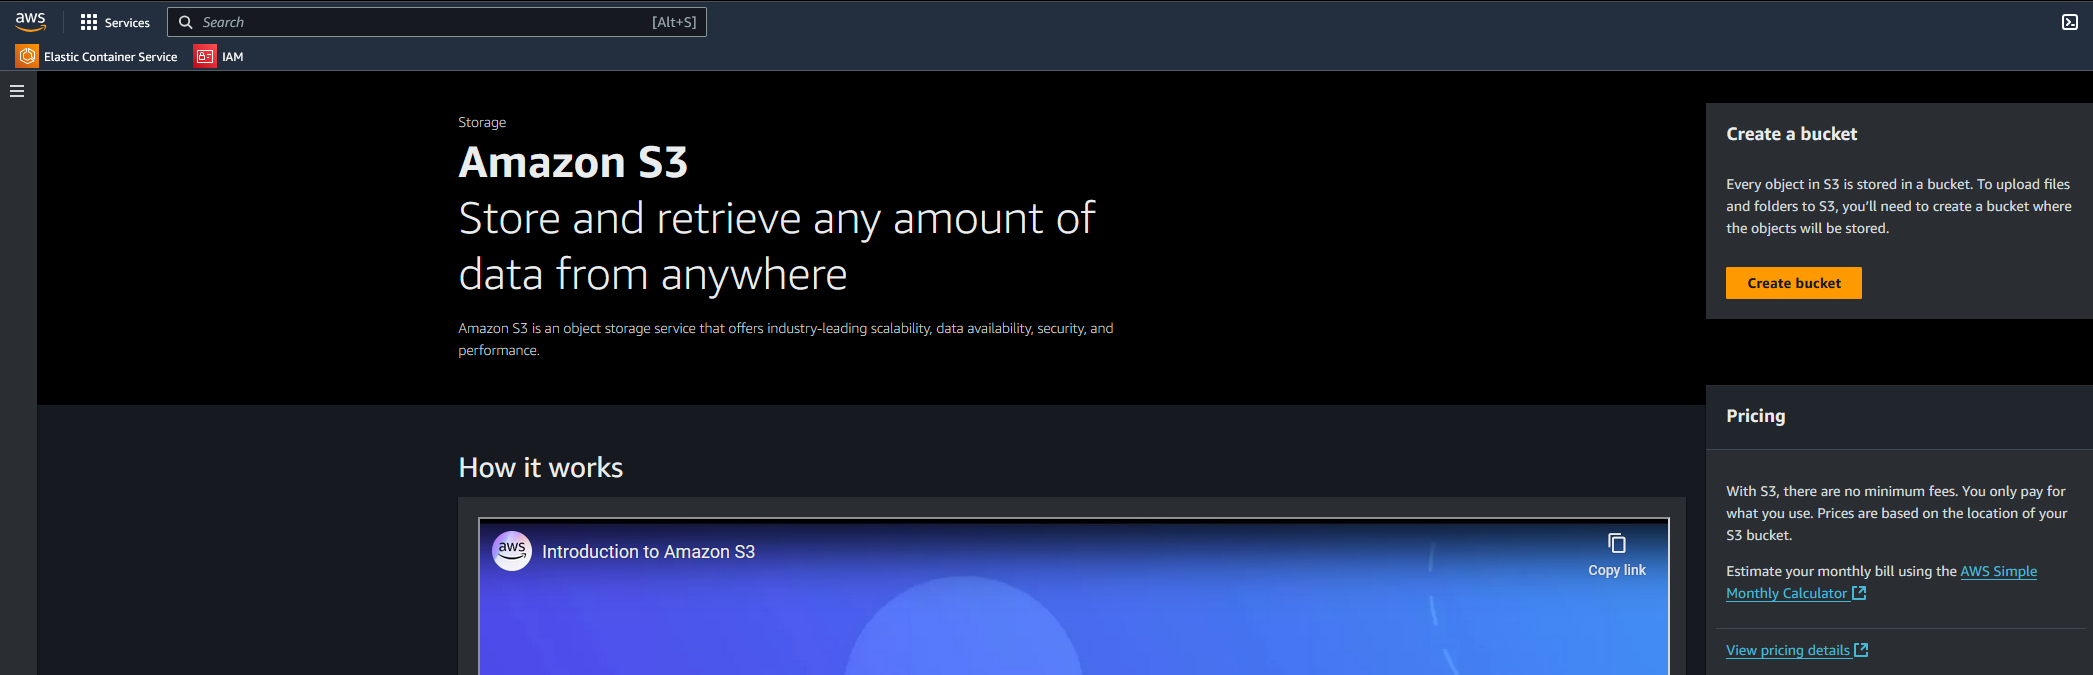 aws
Services
Search
[Alt+S]
Elastic Container Service
IAM
Storage
Amazon S3
Store and retrieve any amount of
data from anywhere
Amazon S3 is an object storage service that offers industry-leading scalability, data availability, security, and
performance.
Create a bucket
Every object in S3 is stored in a bucket. To upload files
and folders to S3, you'll need to create a bucket where
the objects will be stored.
Create bucket
How it works
aws
Introduction to Amazon S3
Copy link
Pricing
With S3, there are no minimum fees. You only pay for
what you use. Prices are based on the location of your
S3 bucket.
Estimate your monthly bill using the AWS Simple
Monthly Calculator
View pricing details